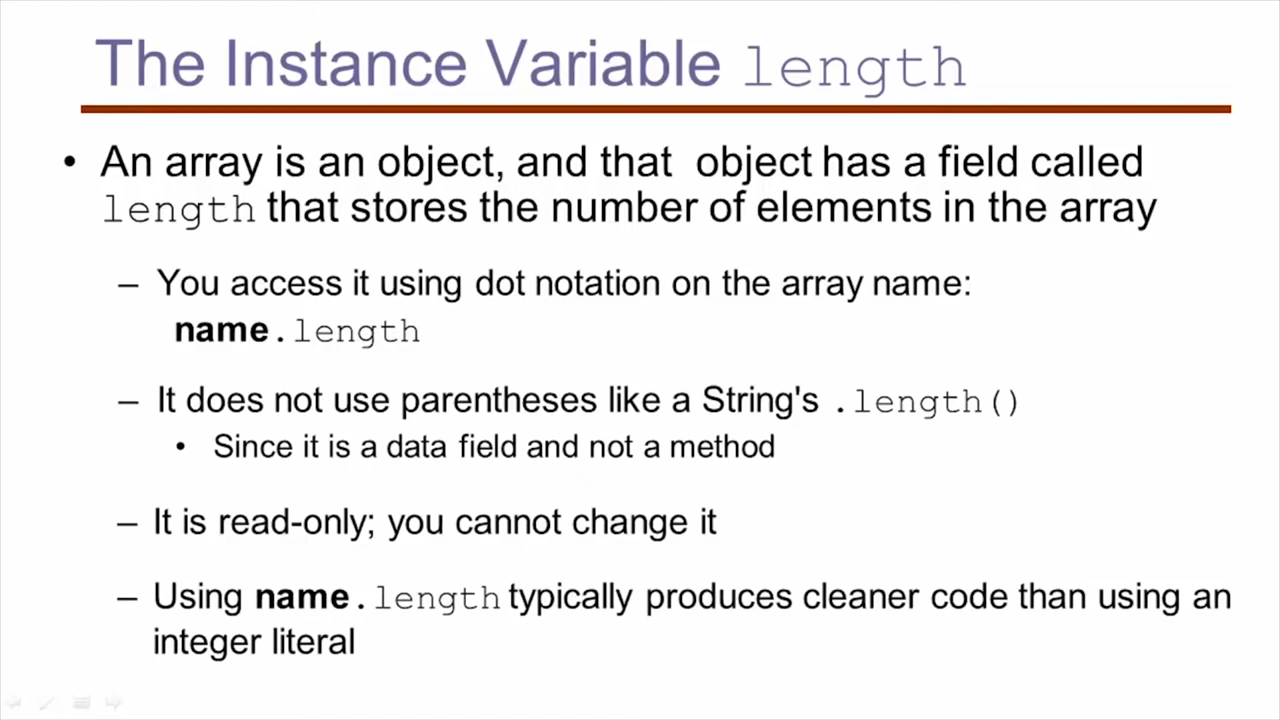 The Instance Variable length
• An array is an object, and that object has a field called
length that stores the number of elements in the array
– You access it using dot notation on the array name:
name.length
– It does not use parentheses like a String's .length()
• Since it is a data field and not a method
– It is read-only; you cannot change it
– Using name.length typically produces cleaner code than using an
integer literal